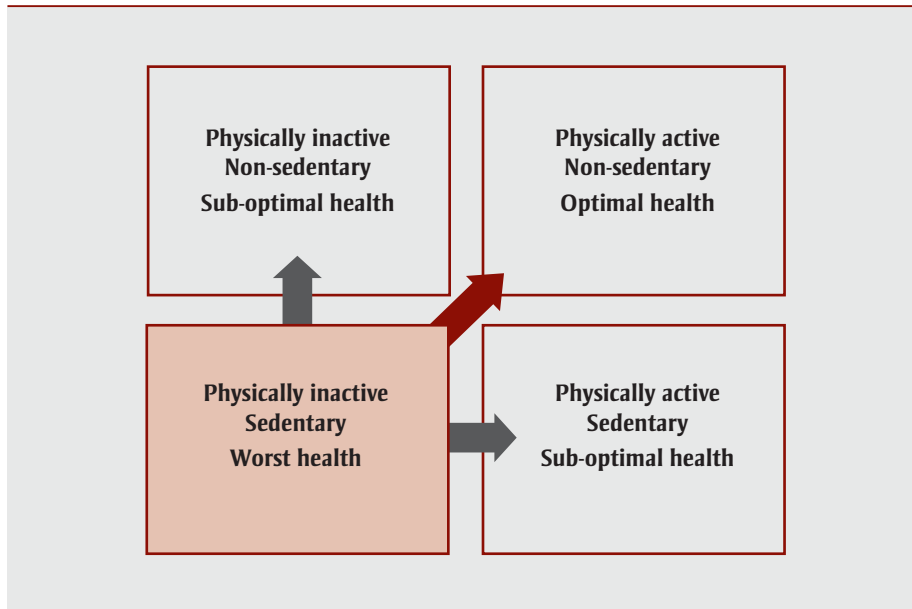 Physically inactive
Non-sedentary
Sub-optimal health
Physically active
Non-sedentary
Optimal health
Physically inactive
Sedentary
Worst health
Physically active
Sedentary
Sub-optimal health